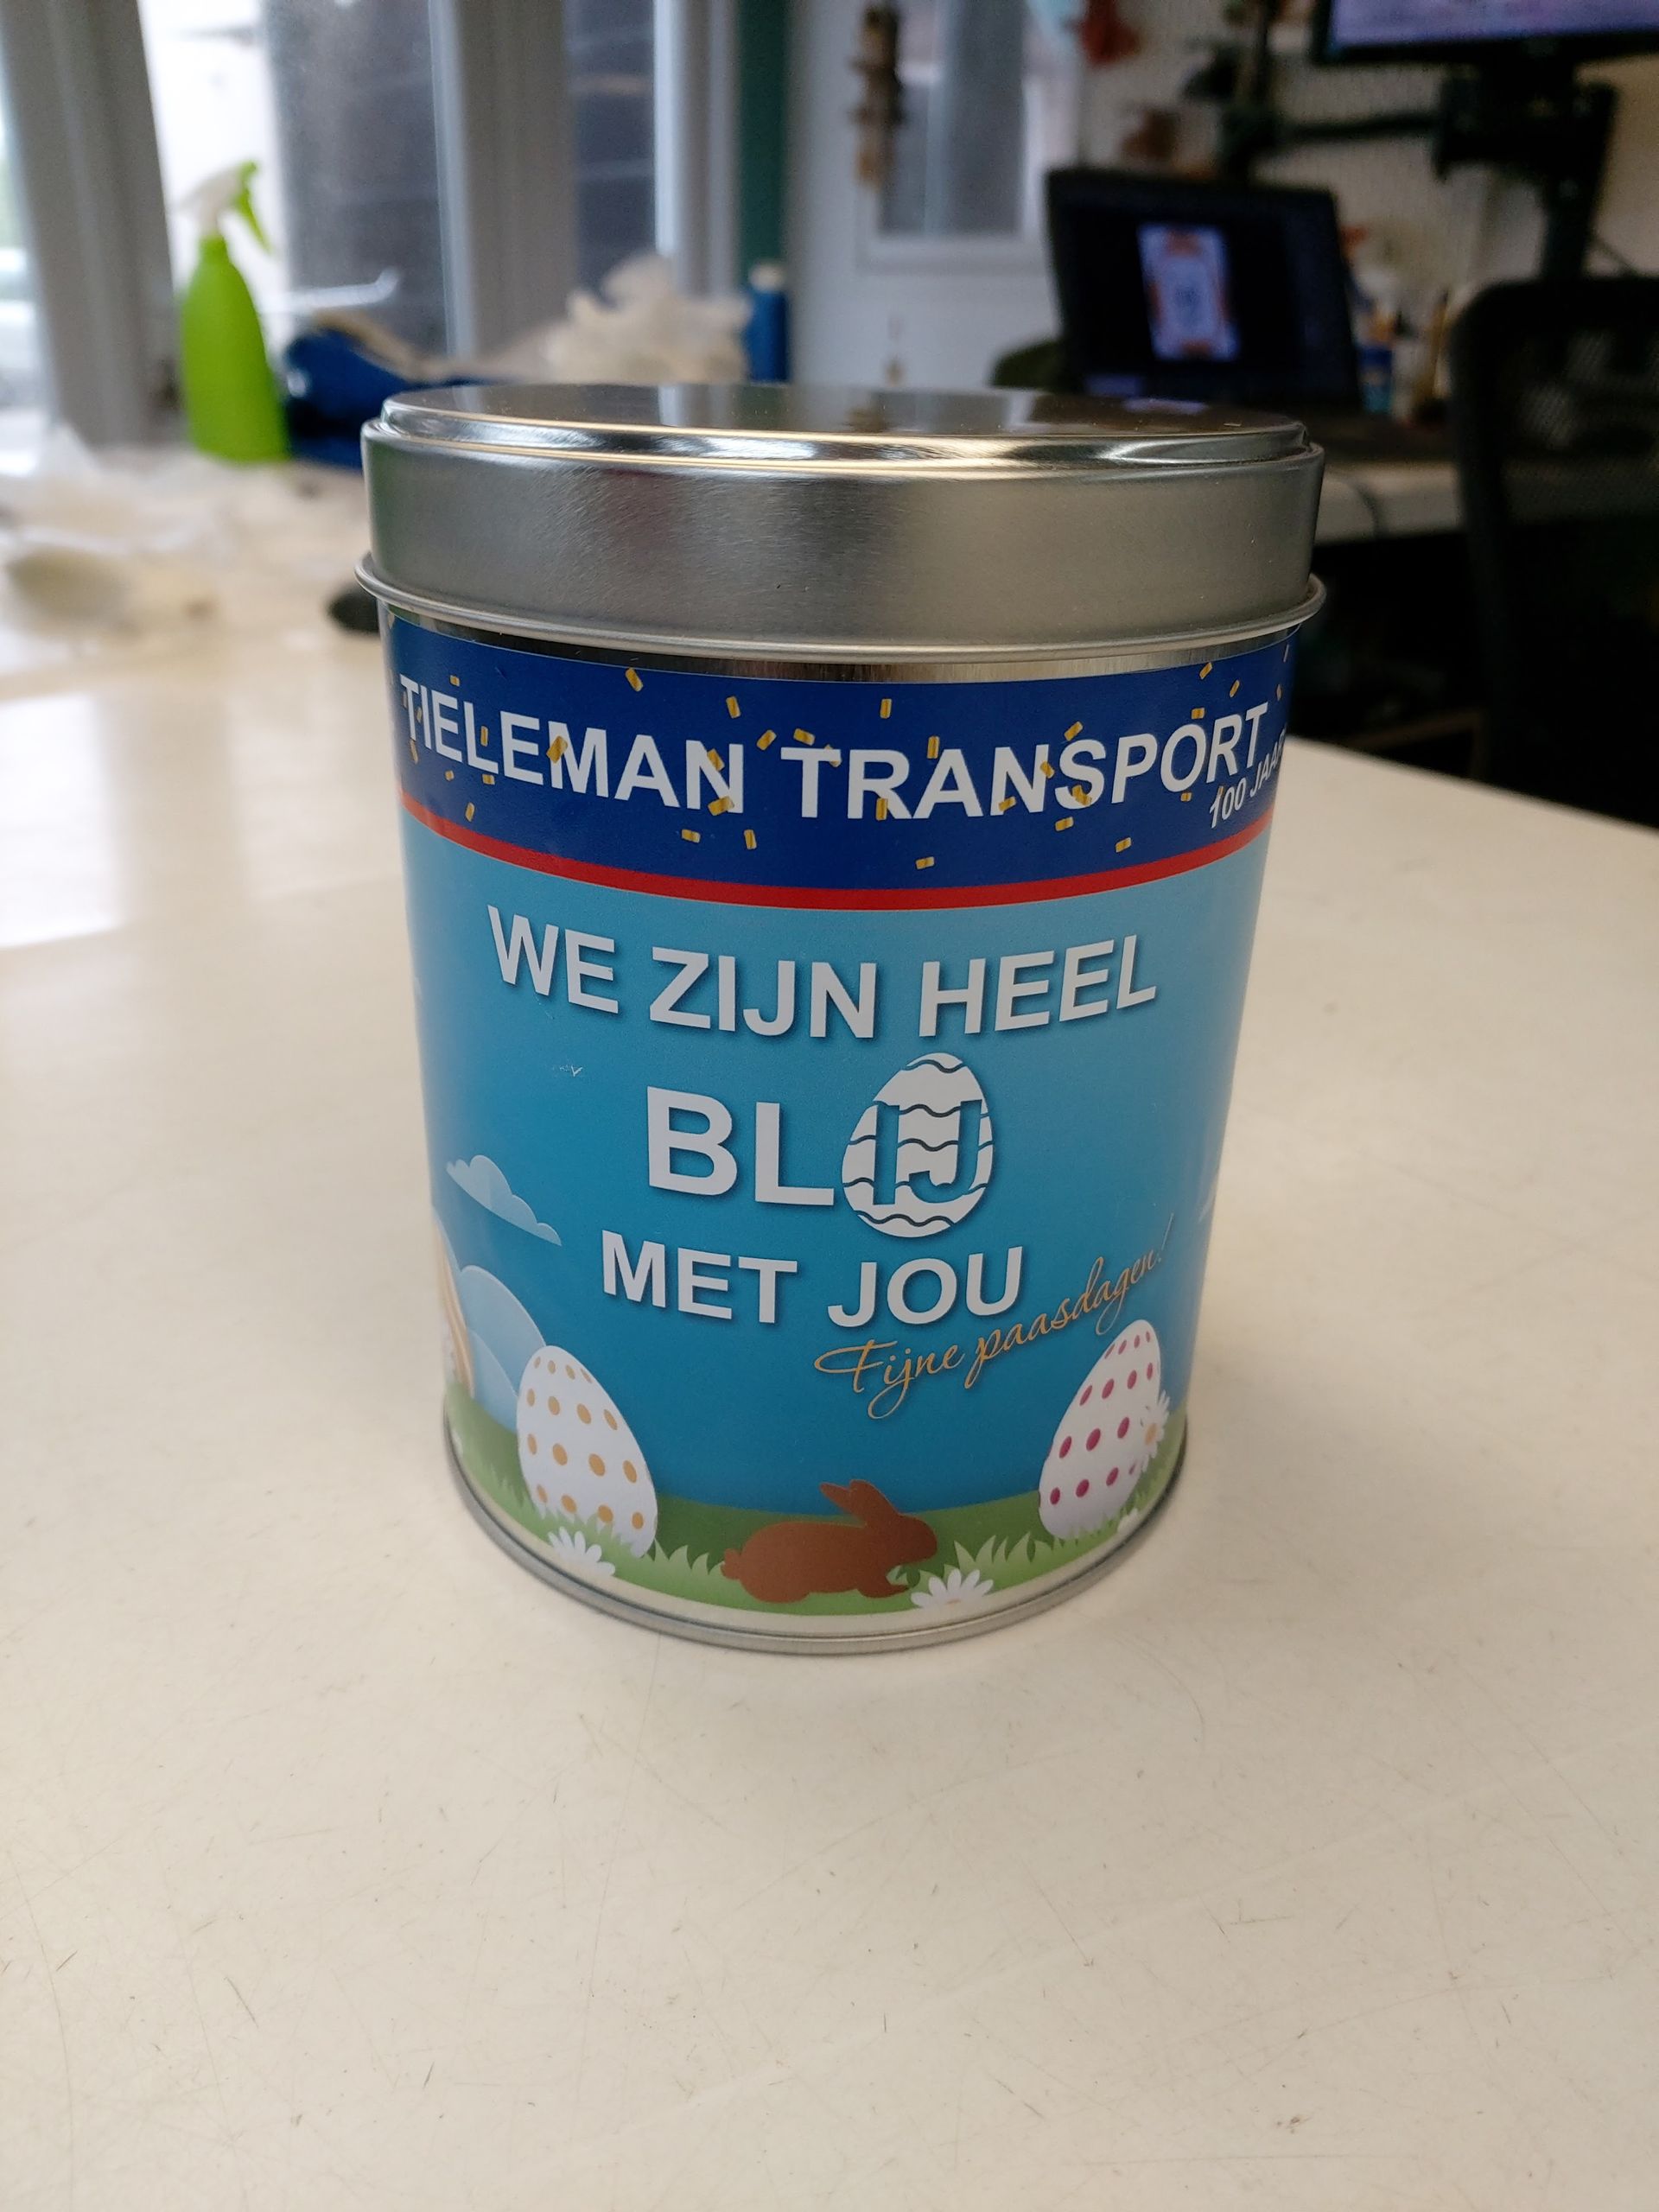 TIELEMAN TRANSPORT
100 JAAR
WE ZIJN HEEL
BLIJ
MET JOU
Fijne paasdagen!